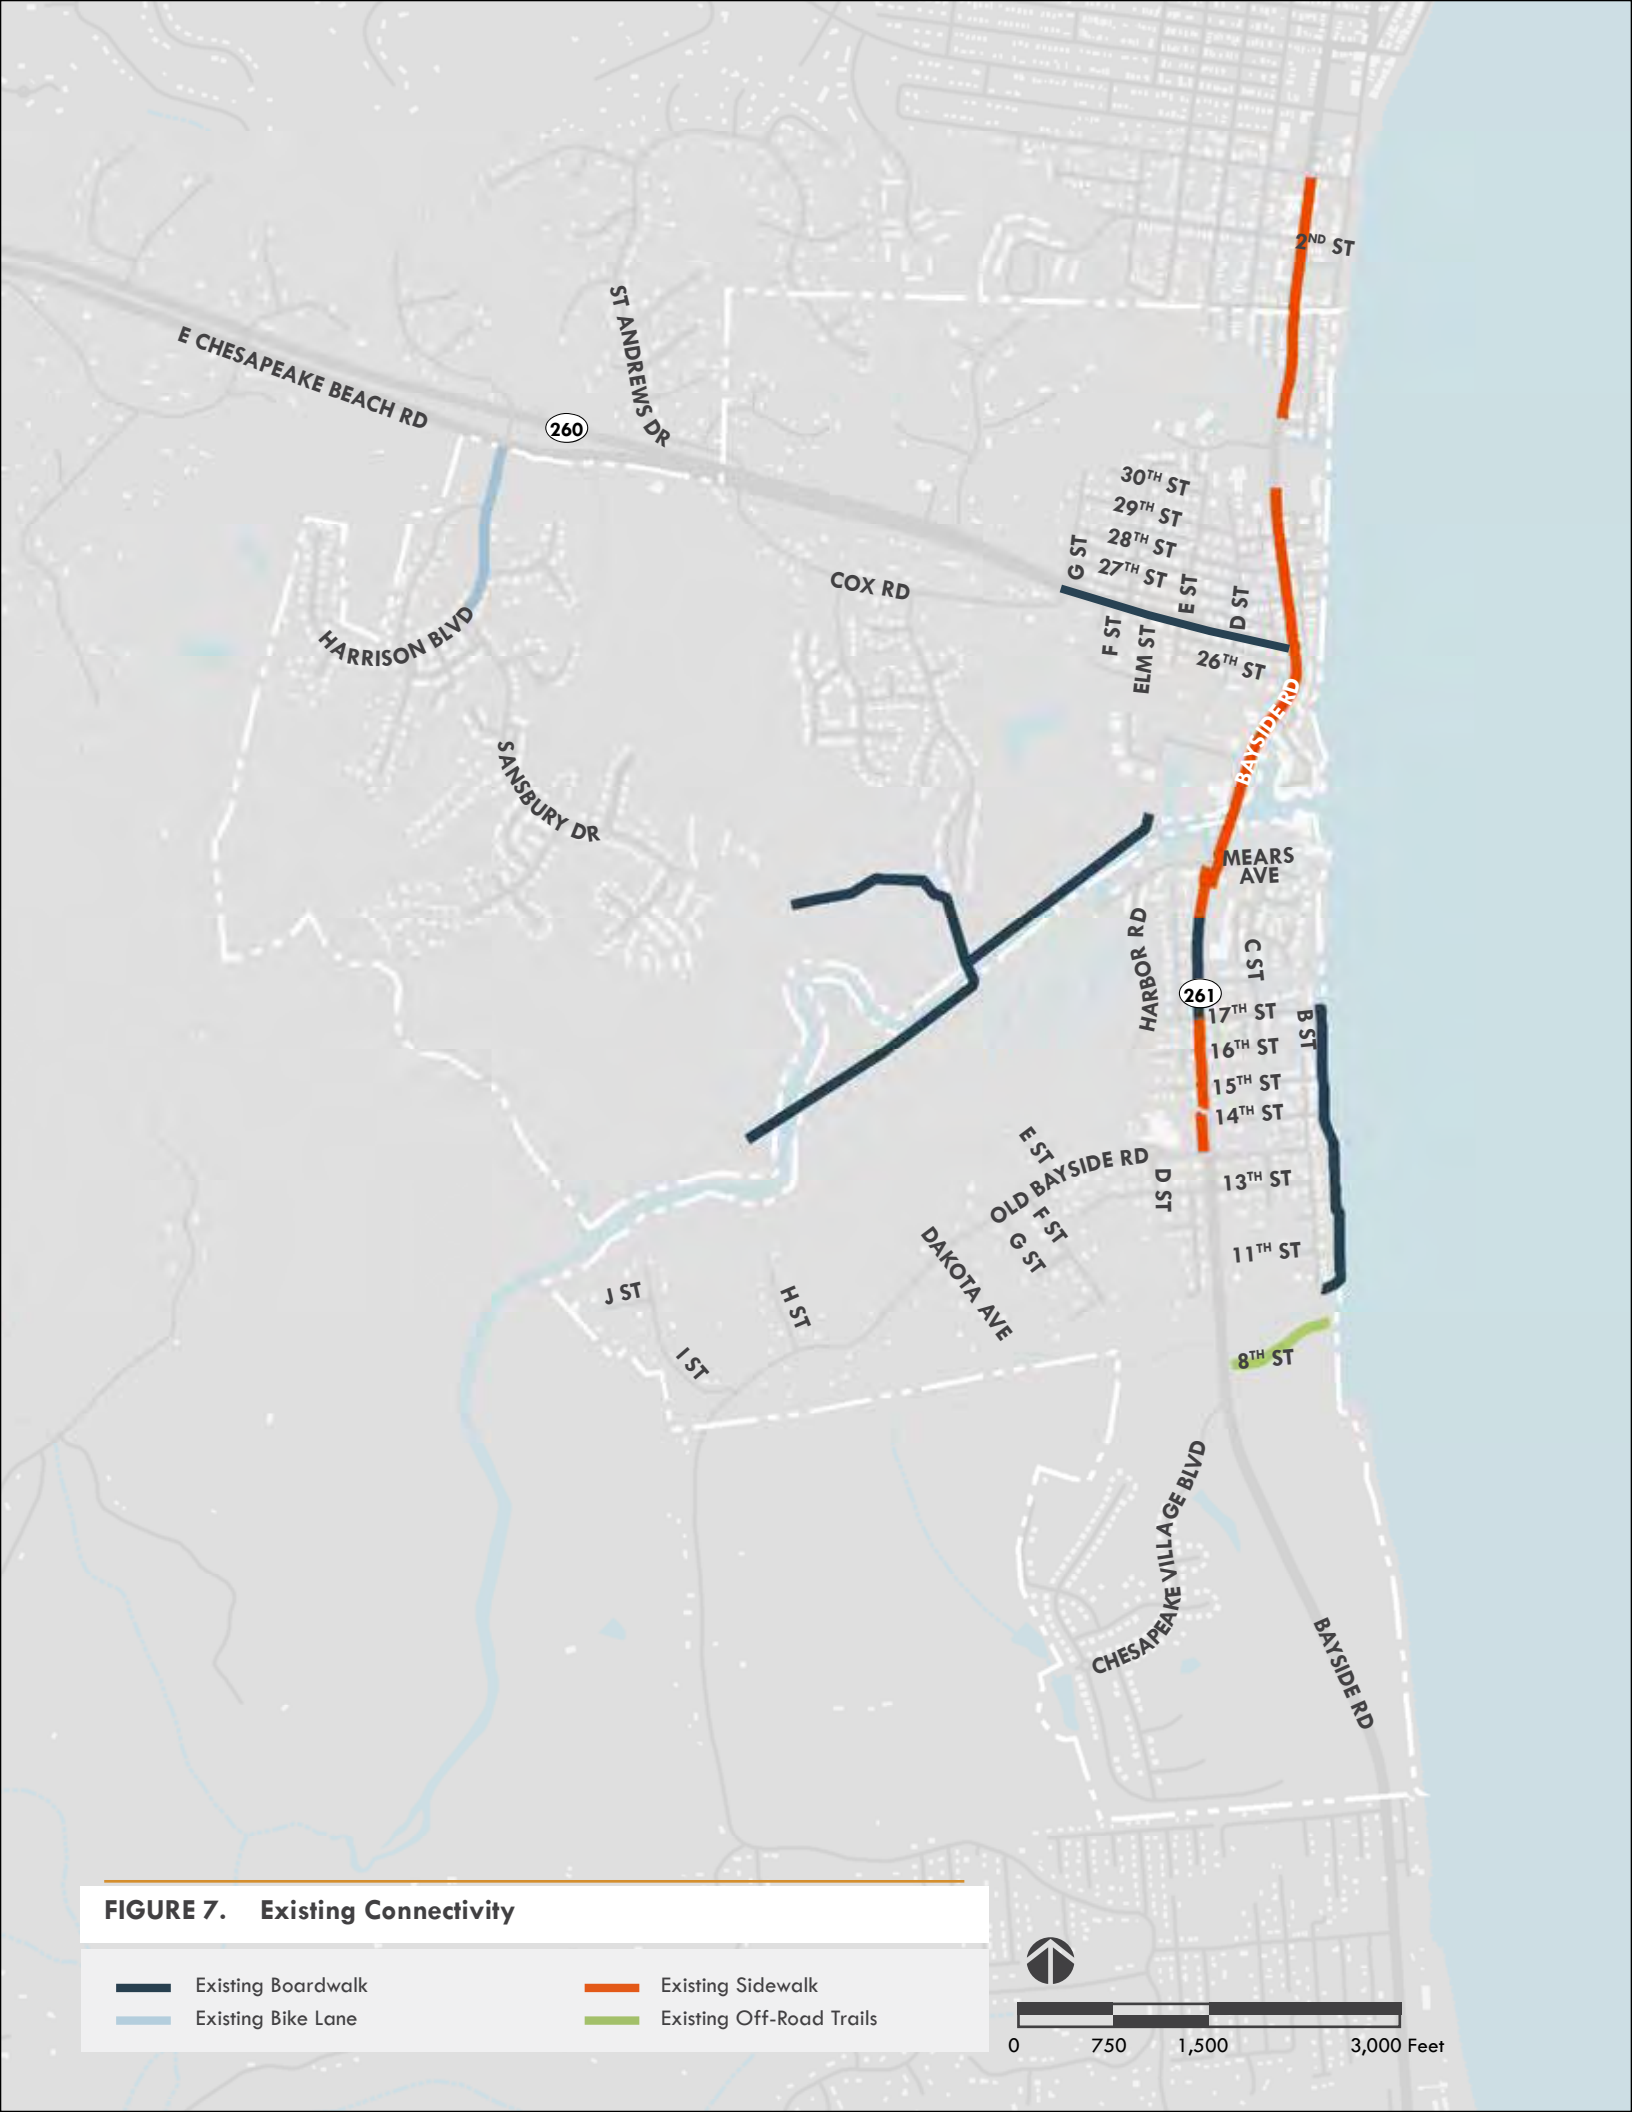 2ND ST
E CHESAPEAKE BEACH RD
ST ANDREWS DR
260
30TH ST
29TH ST
28TH ST
27TH ST
G ST
E ST
D ST
COX RD
F ST
ELM ST
26TH ST
HARRISON BLVD
BAYSIDE RD
SANSBURY DR
MEARS
AVE
HARBOR RD
C ST
261
17TH ST
B ST
16TH ST
15TH ST
14TH ST
E ST
OLD BAYSIDE RD
D ST
13TH ST
F ST
G ST
DAKOTA AVE
11TH ST
J ST
H ST
I ST
8TH ST
CHESAPEAKE VILLAGE BLVD
BAYSIDE RD
FIGURE 7. Existing Connectivity
Existing Boardwalk
Existing Sidewalk
Existing Bike Lane
Existing Off-Road Trails
0 750 1,500 3,000 Feet